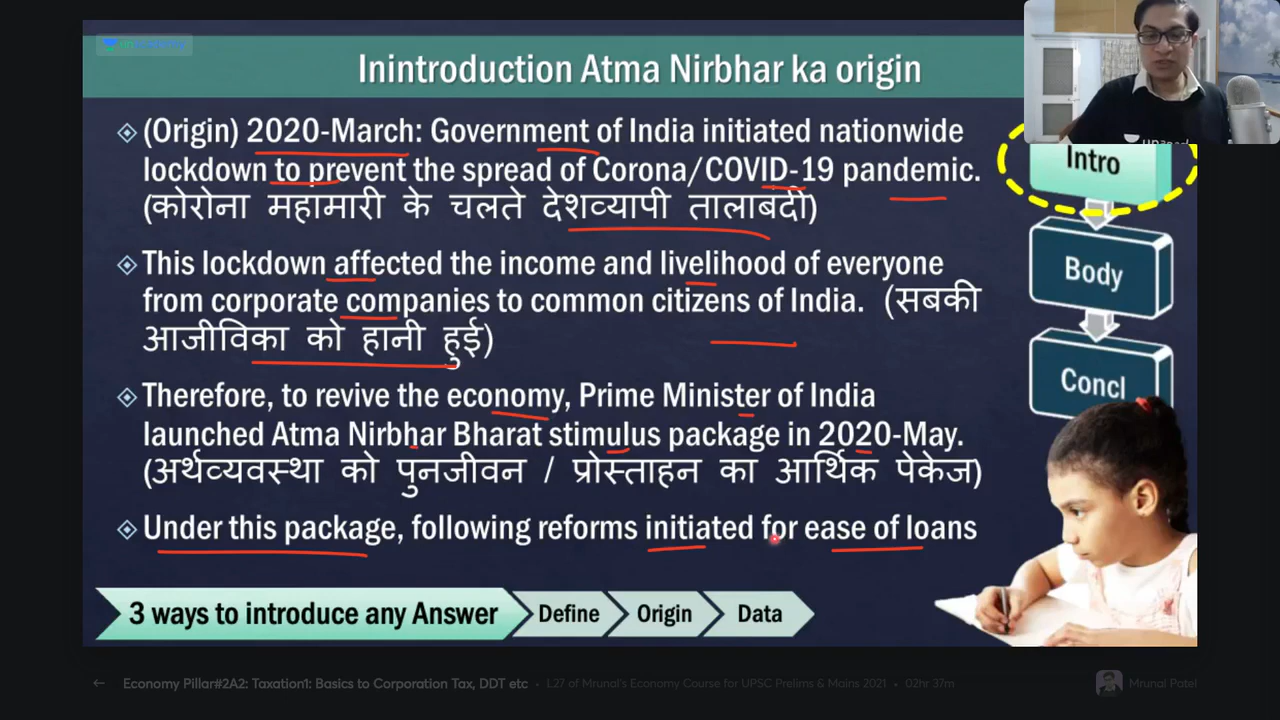 unacademy
Inintroduction Atma Nirbhar ka origin
(Origin) 2020-March: Government of India initiated nationwide
lockdown to prevent the spread of Corona/COVID-19 pandemic.
(कोरोना महामारी के चलते देशव्यापी तालाबंदी)
This lockdown affected the income and livelihood of everyone
from corporate companies to common citizens of India. (सबकी
आजीविका को हानी हुई)
Therefore, to revive the economy, Prime Minister of India
launched Atma Nirbhar Bharat stimulus package in 2020-May.
(अर्थव्यवस्था को पुनजीवन / प्रोस्ताहन का आर्थिक पेकेज)
Under this package, following reforms initiated for ease of loans
3 ways to introduce any Answer
Define
Origin
Data
Intro
Body
Concl
Economy Pillar#2A2: Taxation1: Basics to Corporation Tax, DDT etc • L27 of Mrunal's Economy Course for UPSC Prelims & Mains 2021 • 02hr 37m
Mrunal Patel